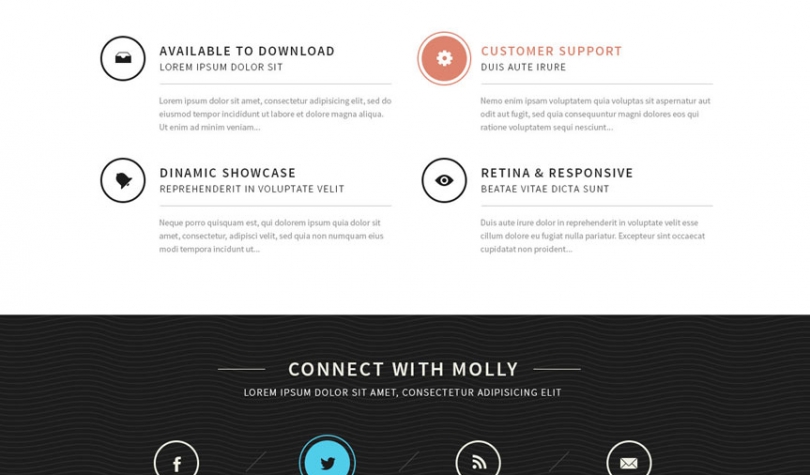 AVAILABLE TO DOWNLOAD
LOREM IPSUM DOLOR SIT
Lorem ipsum dolor sit amet, consectetur adipisicing elit, sed do
eiusmod tempor incididunt ut labore et dolore magna aliqua.
Ut enim ad minim veniam...
CUSTOMER SUPPORT
DUIS AUTE IRURE
Nemo enim ipsam voluptatem quia voluptas sit aspernatur aut
odit aut fugit, sed quia consequuntur magni dolores eos qui
ratione voluptatem sequi nesciunt...
DINAMIC SHOWCASE
REPREHENDERIT IN VOLUPTATE VELIT
Neque porro quisquam est, qui dolorem ipsum quia dolor sit
amet, consectetur, adipisci velit, sed quia non numquam eius
modi tempora incidunt ut...
RETINA & RESPONSIVE
BEATAE VITAE DICTA SUNT
Duis aute irure dolor in reprehenderit in voluptate velit esse
cillum dolore eu fugiat nulla pariatur. Excepteur sint occaecat
cupidatat non proident...
CONNECT WITH MOLLY
LOREM IPSUM DOLOR SIT AMET, CONSECTETUR ADIPISICING ELIT